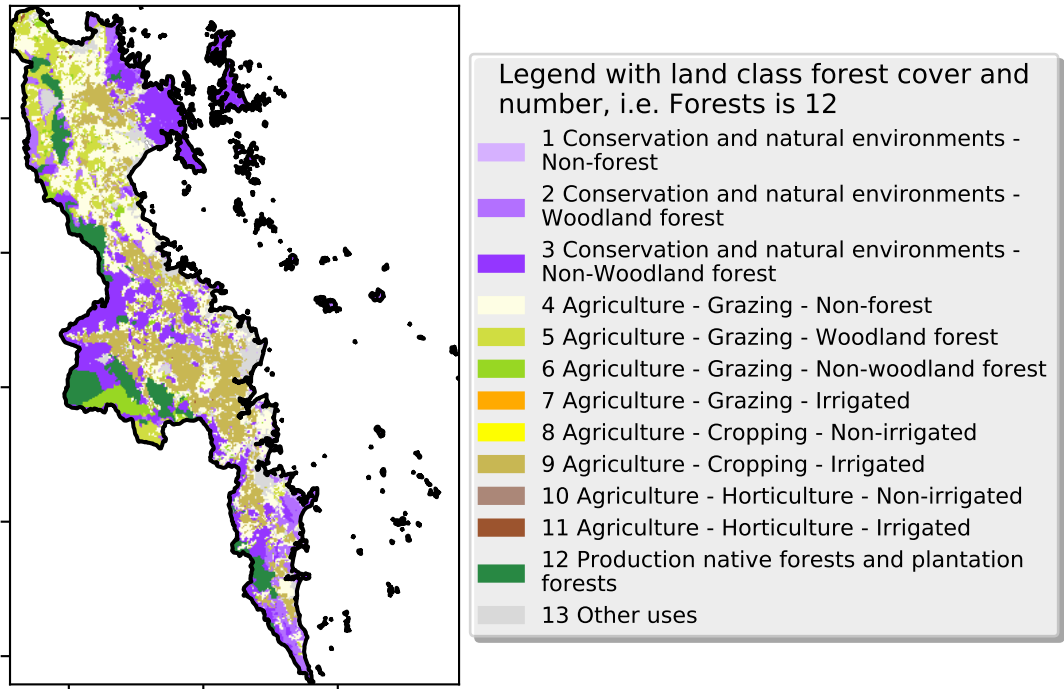 Legend with land class forest cover and
number, i.e. Forests is 12
1 Conservation and natural environments -
Non-forest
2 Conservation and natural environments -
Woodland forest
3 Conservation and natural environments -
Non-Woodland forest
4 Agriculture - Grazing - Non-forest
5 Agriculture - Grazing - Woodland forest
6 Agriculture - Grazing - Non-woodland forest
7 Agriculture - Grazing - Irrigated
8 Agriculture - Cropping - Non-irrigated
9 Agriculture - Cropping - Irrigated
10 Agriculture - Horticulture - Non-irrigated
11 Agriculture - Horticulture - Irrigated
12 Production native forests and plantation
forests
13 Other uses